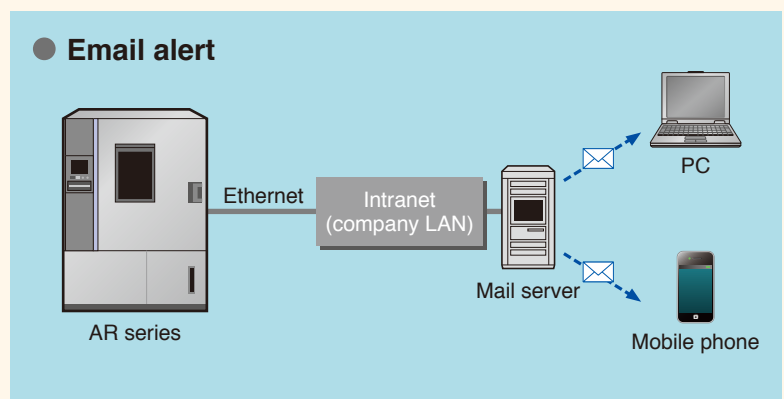 Email alert
Ethernet
Intranet
(company LAN)
PC
Mail server
AR series
Mobile phone